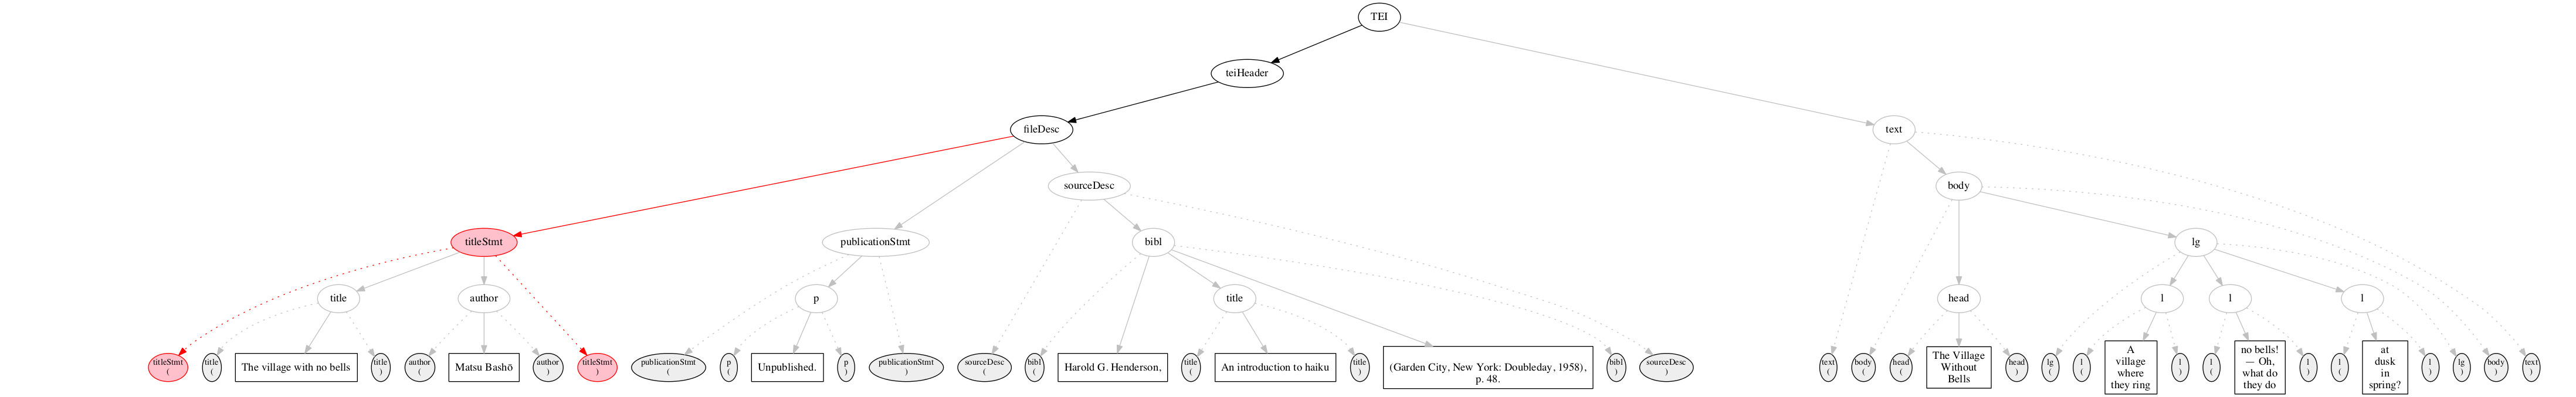 TEI
teiHeader
fileDesc
text
sourceDesc
body
titleStmt
publicationStmt
bibl
lg
title
author
p
title
head
l
l
l
titleStmt
(
title
(
The village with no bells
title
)
author
(
Matsu Bashō
author
)
titleStmt
)
publicationStmt
(
p
(
Unpublished.
p
)
publicationStmt
)
sourceDesc
(
bibl
(
Harold G. Henderson,
title
(
An introduction to haiku
title
)
(Garden City, New York: Doubleday, 1958),
p. 48.
bibl
)
sourceDesc
)
text
(
body
(
head
(
The Village
Without
Bells
head
)
lg
(
l
(
A
village
where
they ring
l
)
l
(
no bells!
— Oh,
what do
they do
l
)
l
(
at
dusk
in
spring?
l
)
lg
)
body
)
text
)